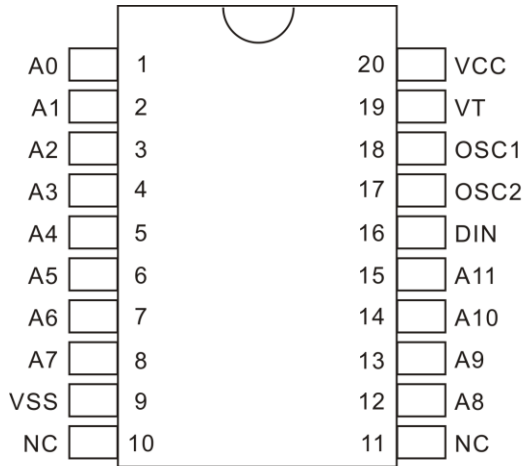 A0 1 20 VCC
A1 2 19 VT
A2 3 18 OSC1
A3 4 17 OSC2
A4 5 16 DIN
A5 6 15 A11
A6 7 14 A10
A7 8 13 A9
VSS 9 12 A8
NC 10 11 NC